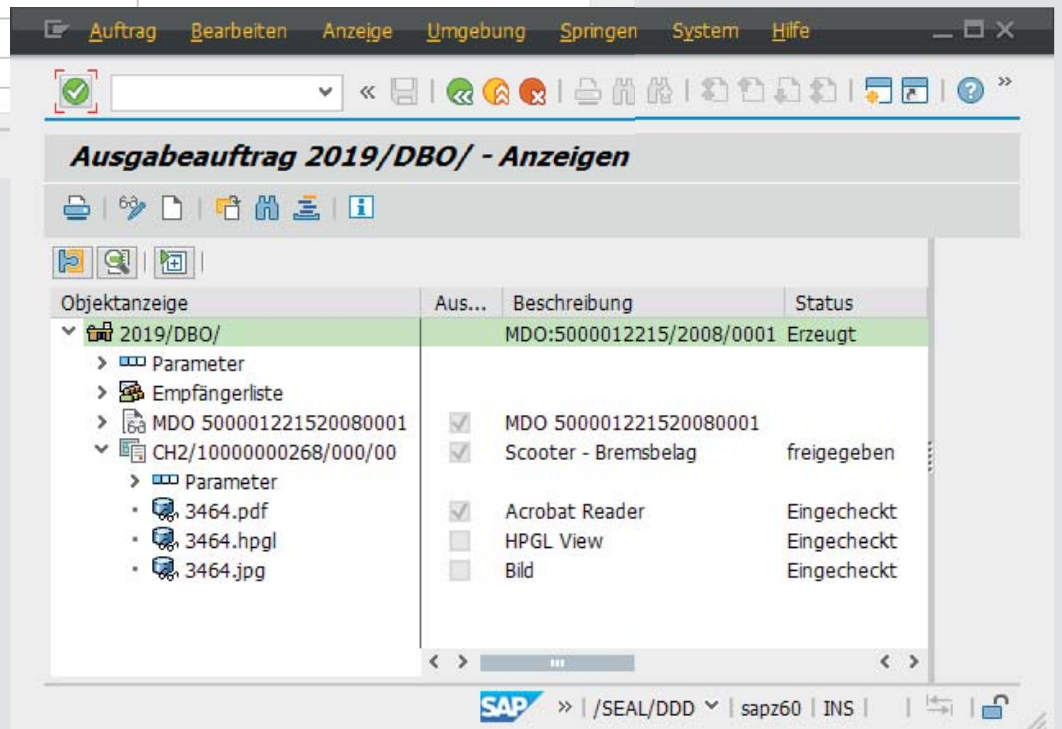 Auftrag Bearbeiten Anzeige Umgebung Springen System Hilfe
Ausgabeauftrag 2019/DBO/ - Anzeigen
Objektanzeige Aus... Beschreibung Status
2019/DBO/ MDO:5000012215/2008/0001 Erzeugt
Parameter
Empfängerliste
MDO 500001221520080001 MDO 500001221520080001
CH2/10000000268/000/00 Scooter - Bremsbelag freigegeben
Parameter
3464.pdf Acrobat Reader Eingecheckt
3464.hpgl HPGL View Eingecheckt
3464.jpg Bild Eingecheckt
SAP » | /SEAL/DDD | sapz60 | INS |